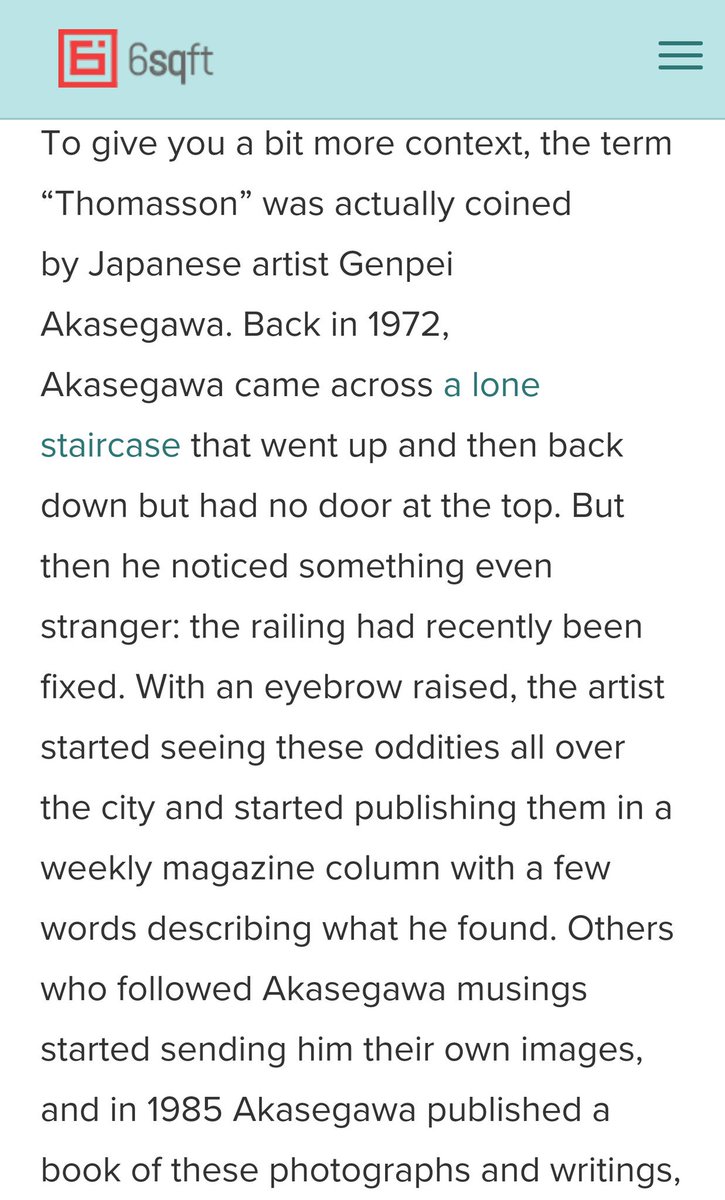 6sqft
To give you a bit more context, the term
“Thomasson” was actually coined
by Japanese artist Genpei
Akasegawa. Back in 1972,
Akasegawa came across a lone
staircase that went up and then back
down but had no door at the top. But
then he noticed something even
stranger: the railing had recently been
fixed. With an eyebrow raised, the artist
started seeing these oddities all over
the city and started publishing them in a
weekly magazine column with a few
words describing what he found. Others
who followed Akasegawa musings
started sending him their own images,
and in 1985 Akasegawa published a
book of these photographs and writings,